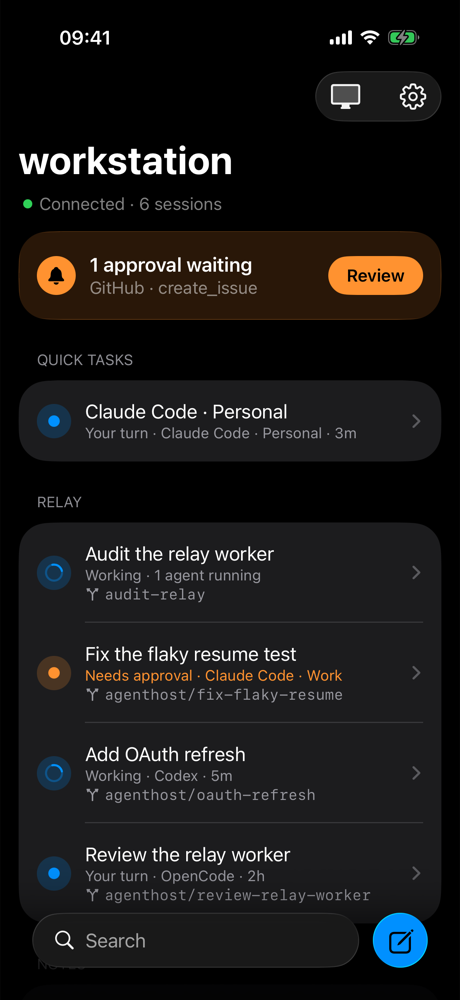 09:41
workstation
Connected · 6 sessions
1 approval waiting
GitHub · create_issue
Review
QUICK TASKS
Claude Code · Personal
Your turn · Claude Code · Personal · 3m
RELAY
Audit the relay worker
Working · 1 agent running
audit-relay
Fix the flaky resume test
Needs approval · Claude Code · Work
agenthost/fix-flaky-resume
Add OAuth refresh
Working · Codex · 5m
agenthost/oauth-refresh
Review the relay worker
Your turn · OpenCode · 2h
agenthost/review-relay-worker
Search